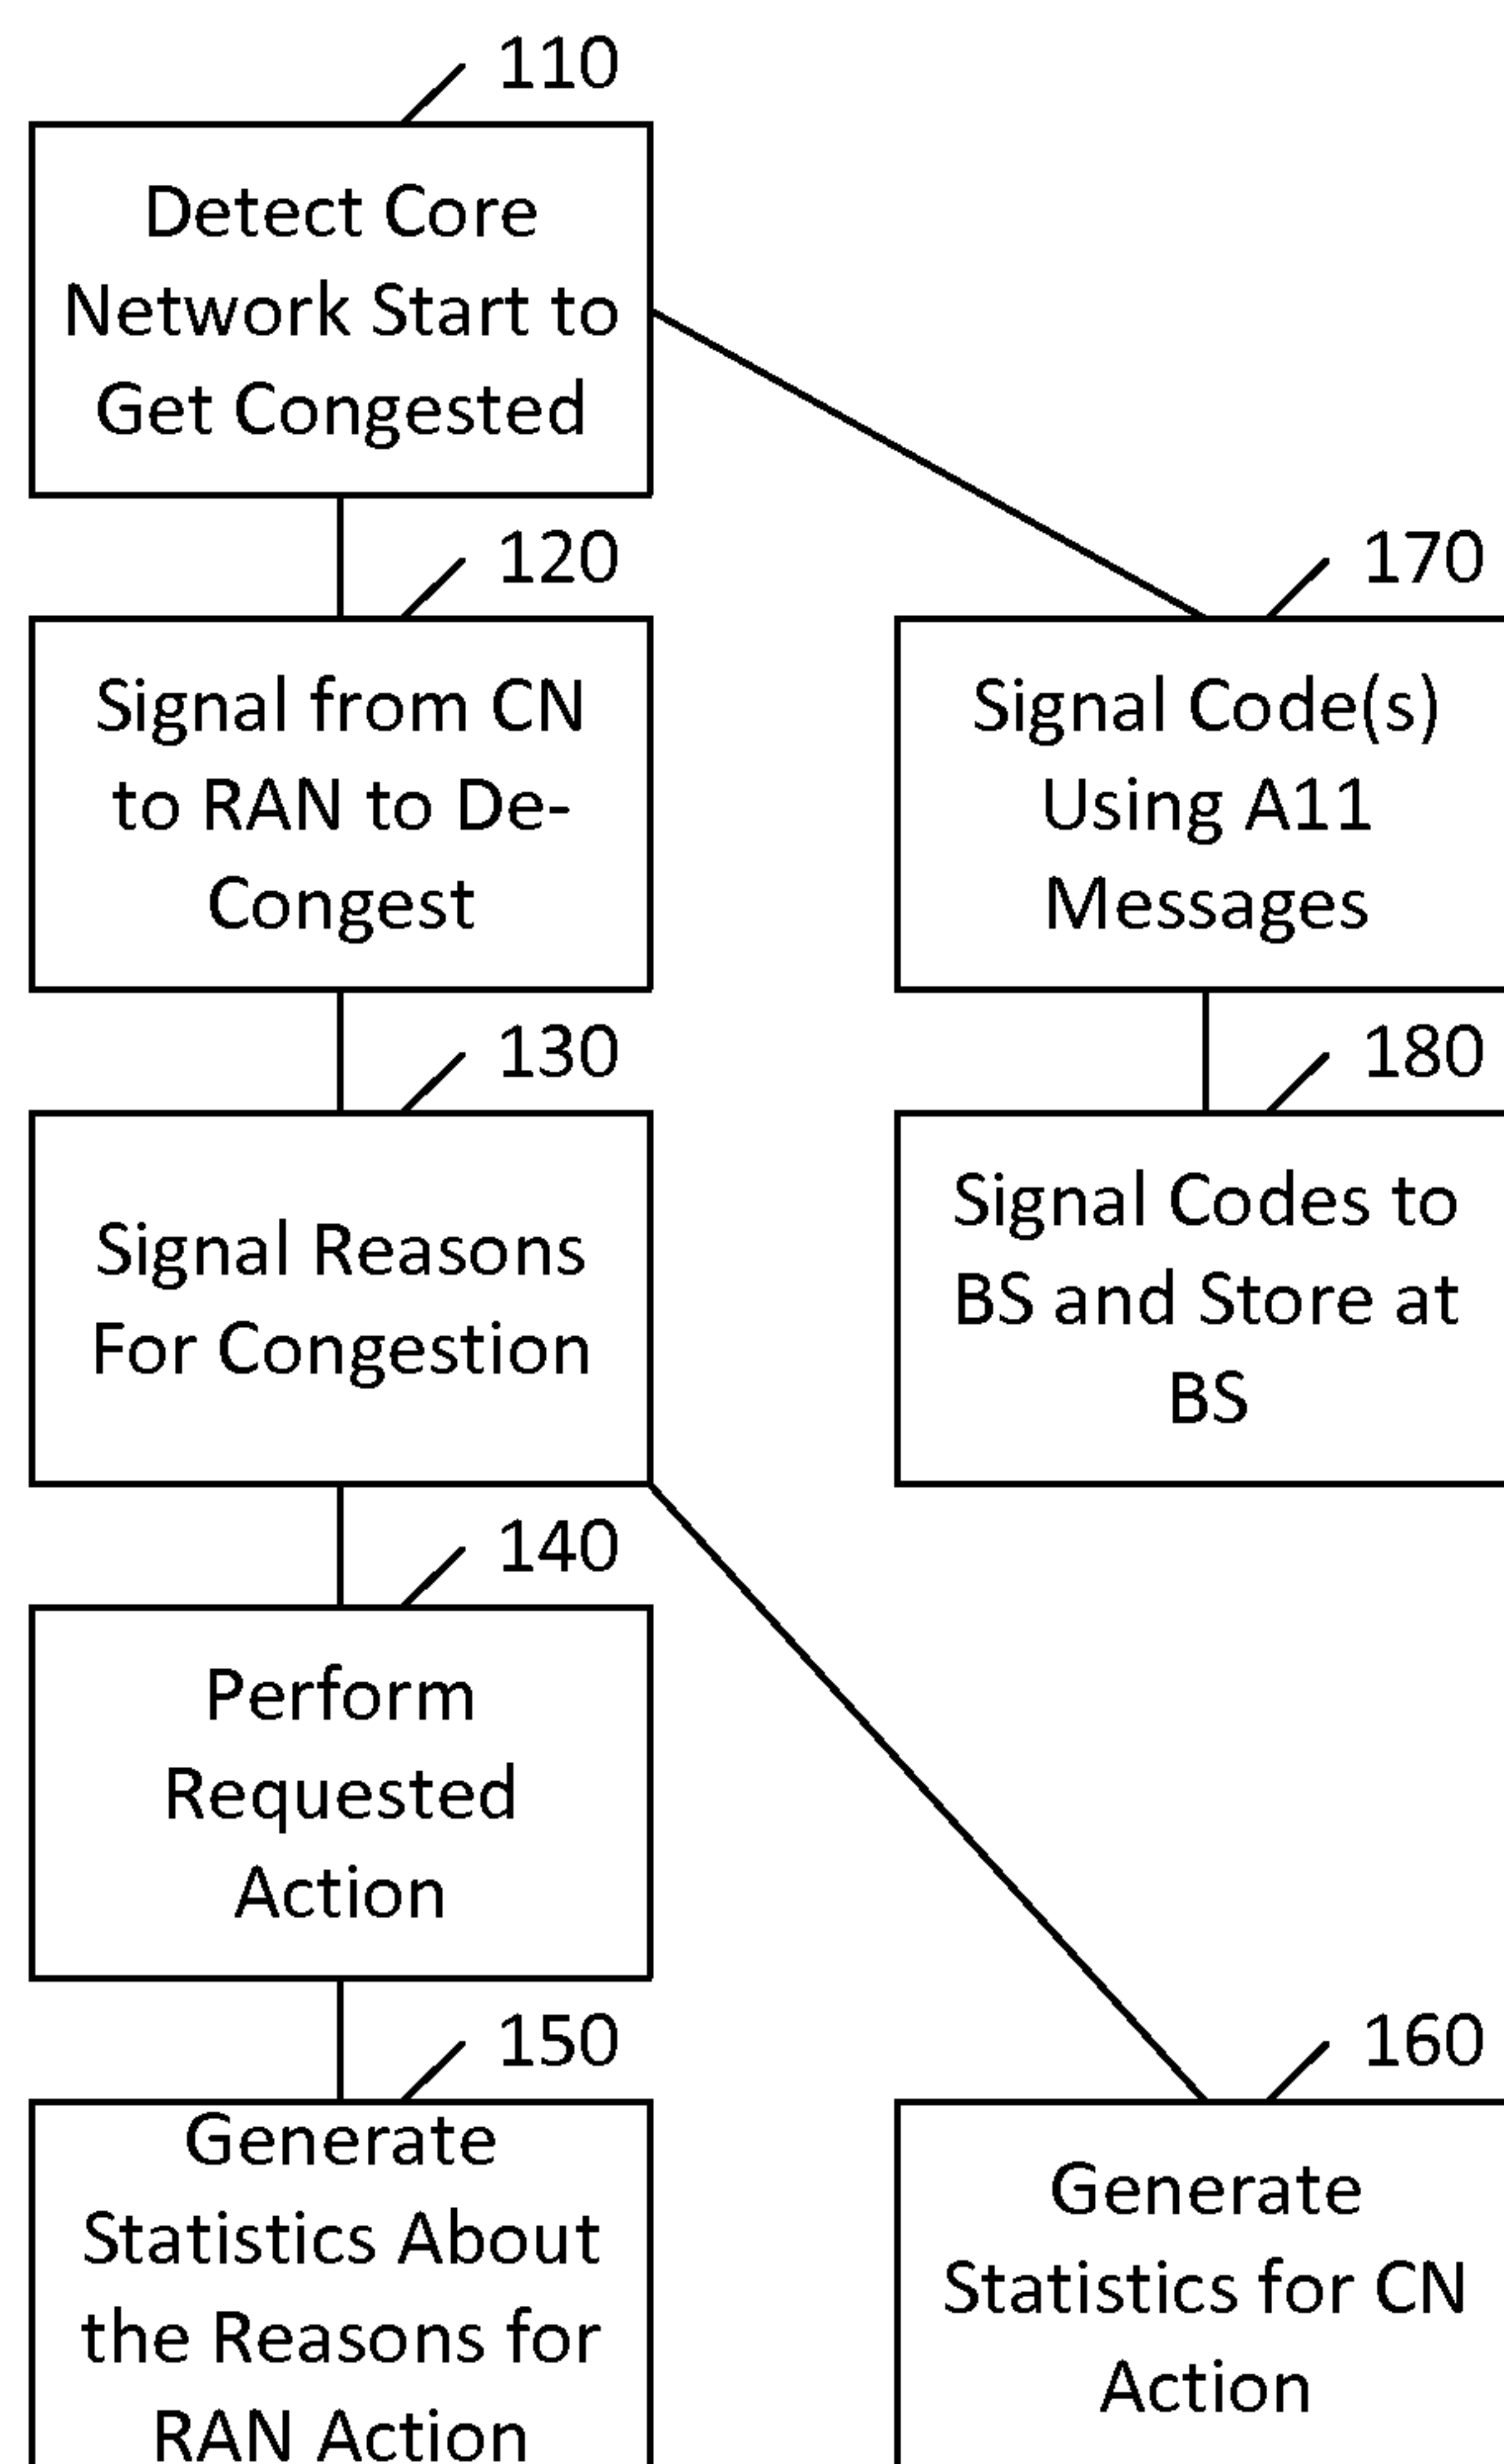 110
Detect Core
Network Start to
Get Congested
120
Signal from CN
to RAN to De-
Congest
170
Signal Code(s)
Using A11
Messages
130
Signal Reasons
For Congestion
180
Signal Codes to
BS and Store at
BS
140
Perform
Requested
Action
150
Generate
Statistics About
the Reasons for
RAN Action
160
Generate
Statistics for CN
Action